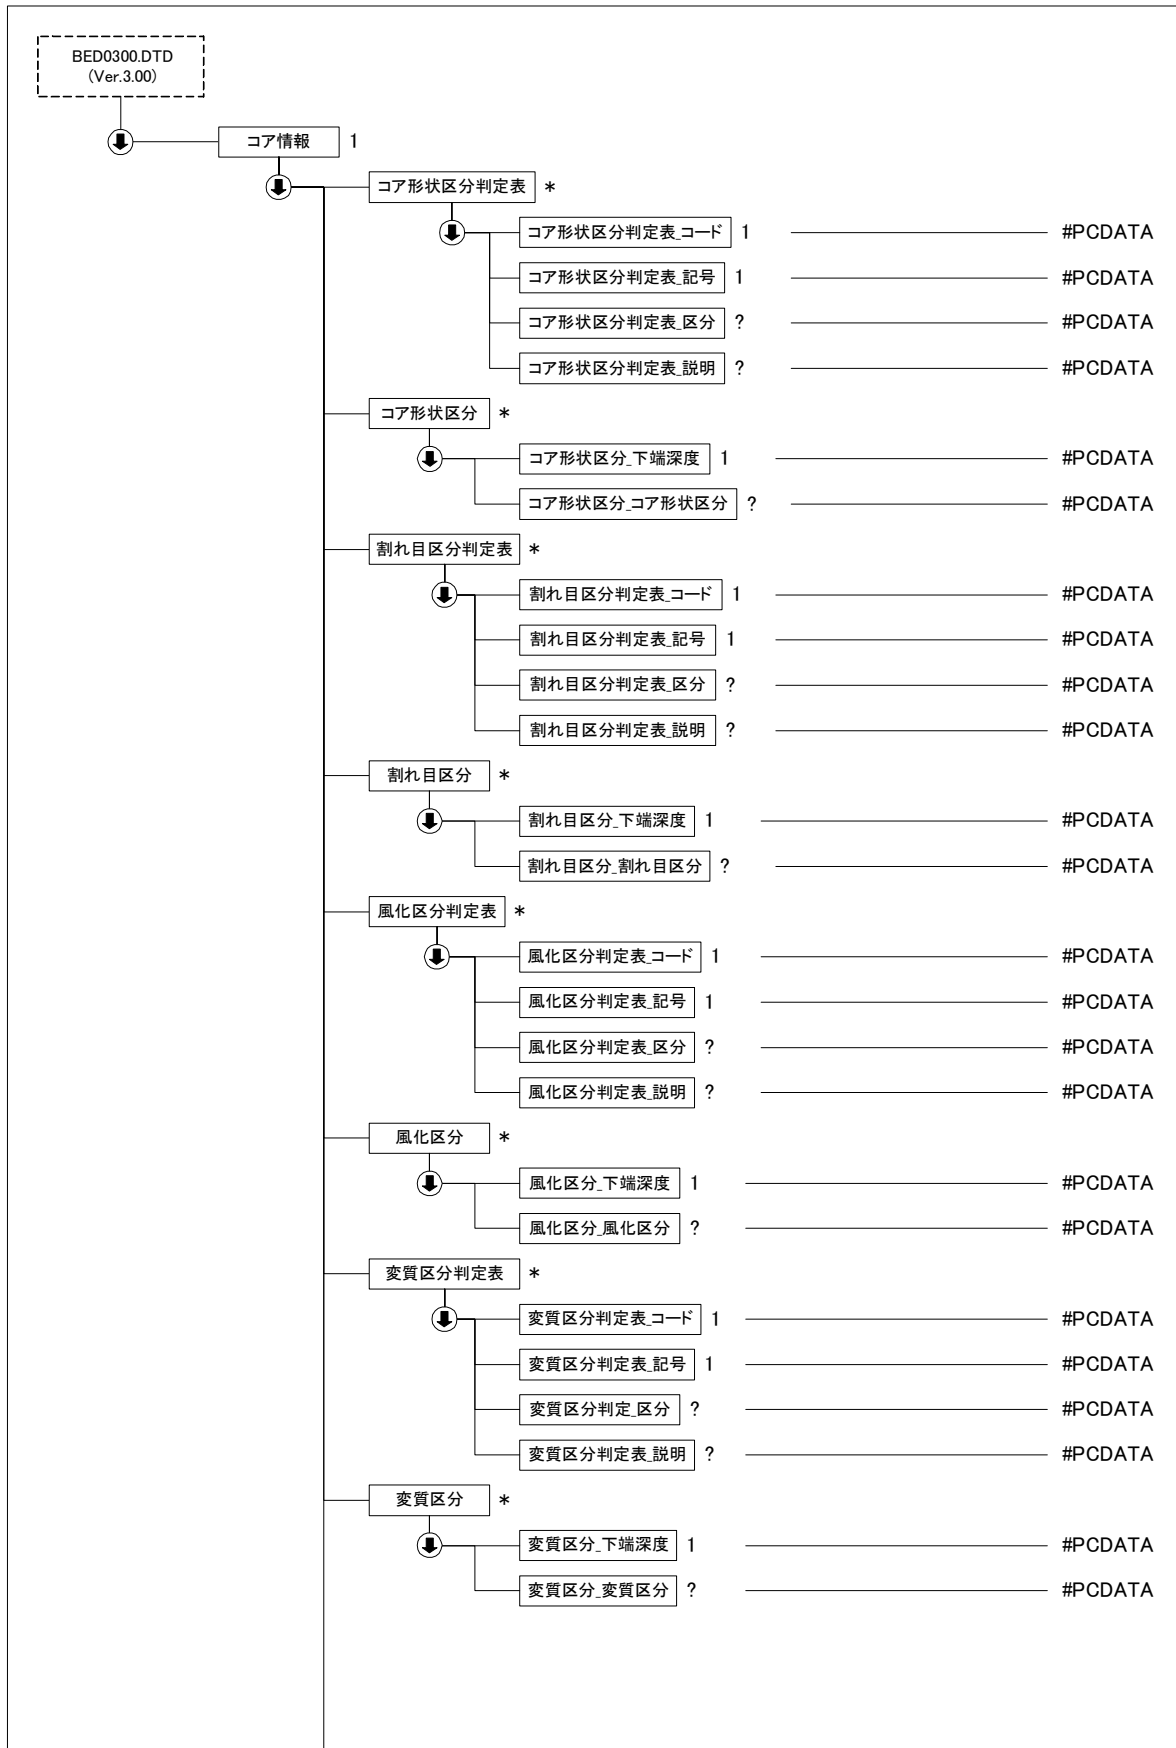 BED0300.DTD
(Ver.3.00)
コア情報 1
コア形状区分判定表 *
コア形状区分判定表_コード 1 #PCDATA
コア形状区分判定表_記号 1 #PCDATA
コア形状区分判定表_区分 ? #PCDATA
コア形状区分判定表_説明 ? #PCDATA
コア形状区分 *
コア形状区分_下端深度 1 #PCDATA
コア形状区分_コア形状区分 ? #PCDATA
割れ目区分判定表 *
割れ目区分判定表_コード 1 #PCDATA
割れ目区分判定表_記号 1 #PCDATA
割れ目区分判定表_区分 ? #PCDATA
割れ目区分判定表_説明 ? #PCDATA
割れ目区分 *
割れ目区分_下端深度 1 #PCDATA
割れ目区分_割れ目区分 ? #PCDATA
風化区分判定表 *
風化区分判定表_コード 1 #PCDATA
風化区分判定表_記号 1 #PCDATA
風化区分判定表_区分 ? #PCDATA
風化区分判定表_説明 ? #PCDATA
風化区分 *
風化区分_下端深度 1 #PCDATA
風化区分_風化区分 ? #PCDATA
変質区分判定表 *
変質区分判定表_コード 1 #PCDATA
変質区分判定表_記号 1 #PCDATA
変質区分判定_区分 ? #PCDATA
変質区分判定表_説明 ? #PCDATA
変質区分 *
変質区分_下端深度 1 #PCDATA
変質区分_変質区分 ? #PCDATA